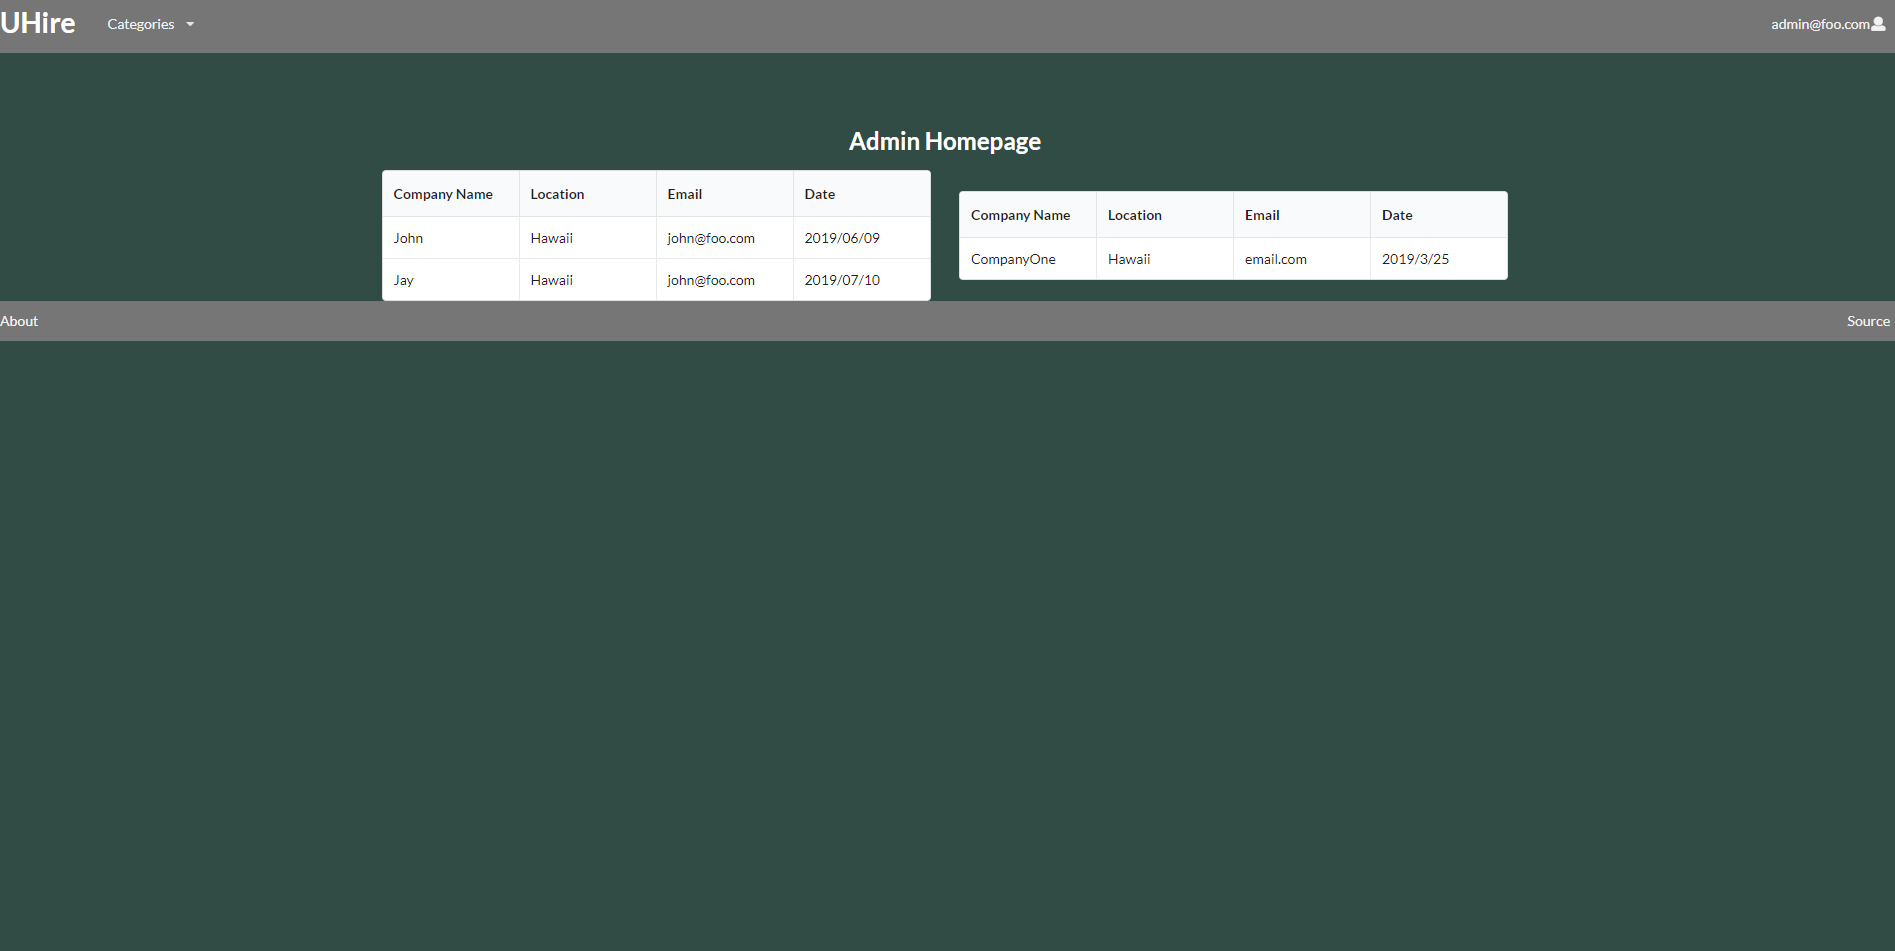 UHire Categories admin@foo.com
Admin Homepage
Company Name Location Email Date
John Hawaii john@foo.com 2019/06/09
Jay Hawaii john@foo.com 2019/07/10
Company Name Location Email Date
CompanyOne Hawaii email.com 2019/3/25
About Source